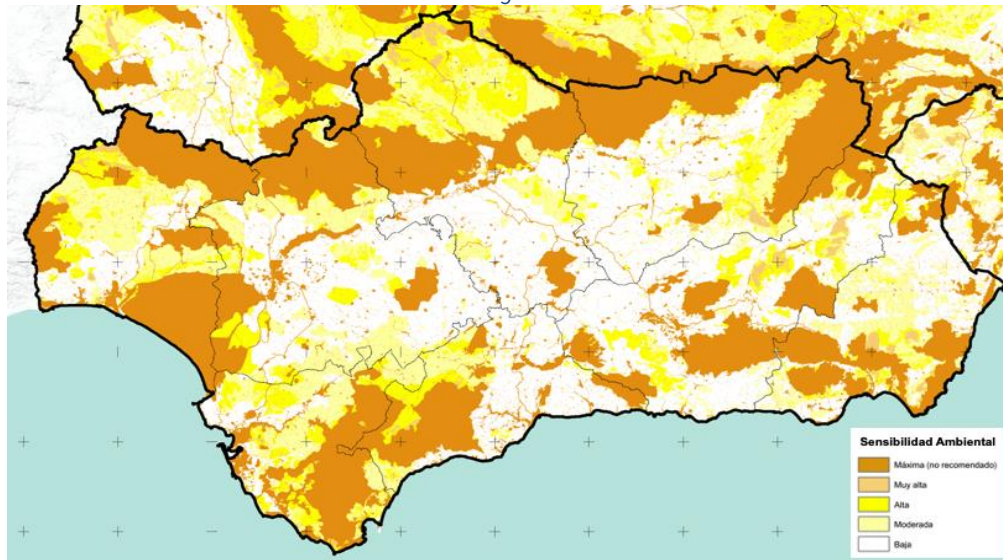 Sensibilidad Ambiental
Máxima (no recomendado)
Muy alta
Alta
Moderada
Baja